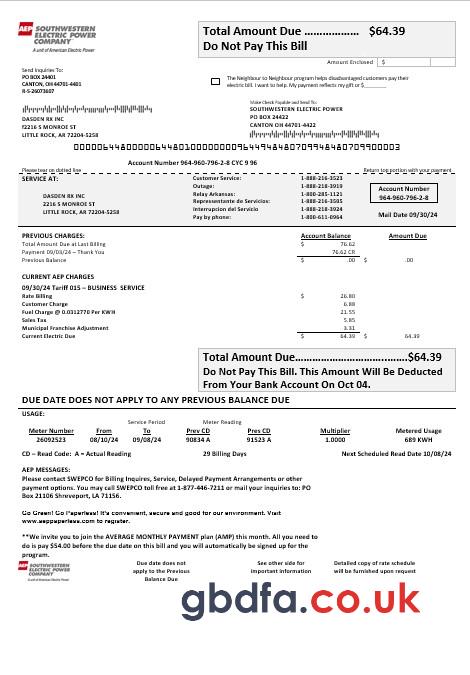 AEP SOUTHWESTERN ELECTRIC POWER COMPANY
A unit of American Electric Power
Total Amount Due ……………… $64.39
Do Not Pay This Bill
Amount Enclosed $
Send Inquiries To:
PO BOX 24401
CANTON, OH 44701-4401
R-S-26073607
The Neighbour to Neighbour program helps disadvantaged customers pay their
electric bill. I want to help. My payment reflects my gift of $
Make Check Payable and Send To:
SOUTHWESTERN ELECTRIC POWER
PO BOX 24422
CANTON, OH 44701-4422
DASDEN RX INC
2216 S MONROE ST
LITTLE ROCK, AR 72204-5258
Account Number 964-960-796-2-8 CYC 9 96
Please tear on dotted line
Return top portion with your payment
SERVICE AT:
DASDEN RX INC
2216 S MONROE ST
LITTLE ROCK, AR 72204-5258
Customer Service: 1-888-216-3523
Outage: 1-888-218-3919
Relay Arkansas: 1-800-285-1121
Representante de Servicios: 1-888-216-3505
Interrupcion del Servicio 1-888-218-3924
Pay by phone: 1-800-611-0964
Account Number
964-960-796-2-8
Mail Date 09/30/24
PREVIOUS CHARGES: Account Balance Amount Due
Total Amount Due at Last Billing $ 76.62
Payment 09/03/24 – Thank You 76.62 CR
Previous Balance $ .00 $ .00
CURRENT AEP CHARGES
09/30/24 Tariff 015 – BUSINESS SERVICE
Rate Billing $ 26.80
Customer Charge 6.88
Fuel Charge @ 0.0312770 Per KWH 21.55
Sales Tax 5.85
Municipal Franchise Adjustment 3.31
Current Electric Due $ 64.39 $ 64.39
Total Amount Due……………………………$64.39
Do Not Pay This Bill. This Amount Will Be Deducted
From Your Bank Account On Oct 04.
DUE DATE DOES NOT APPLY TO ANY PREVIOUS BALANCE DUE
USAGE:
Service Period Meter Reading
Meter Number From To Prev CD Pres CD Multiplier Metered Usage
26092523 08/10/24 09/08/24 90834 A 91523 A 1.0000 689 KWH
CD – Read Code: A = Actual Reading 29 Billing Days Next Scheduled Read Date 10/08/24
AEP MESSAGES:
Please contact SWEPCO for Billing Inquires, Service, Delayed Payment Arrangements or other
payment options. You may call SWEPCO toll free at 1-877-446-7211 or mail your inquiries to: PO
Box 21106 Shreveport, LA 71156.
Go Green! Go Paperless! It's convenient, secure and good for our environment. Visit
www.aeppaperless.com to register.
**We invite you to join the AVERAGE MONTHLY PAYMENT plan (AMP) this month. All you need to
do is pay $54.00 before the due date on this bill and you will automatically be signed up for the
program.
AEP SOUTHWESTERN ELECTRIC POWER COMPANY
Due date does not
apply to the Previous
Balance Due
See other side for
important information
Detailed copy of rate schedule
will be furnished upon request
gbdfa.co.uk